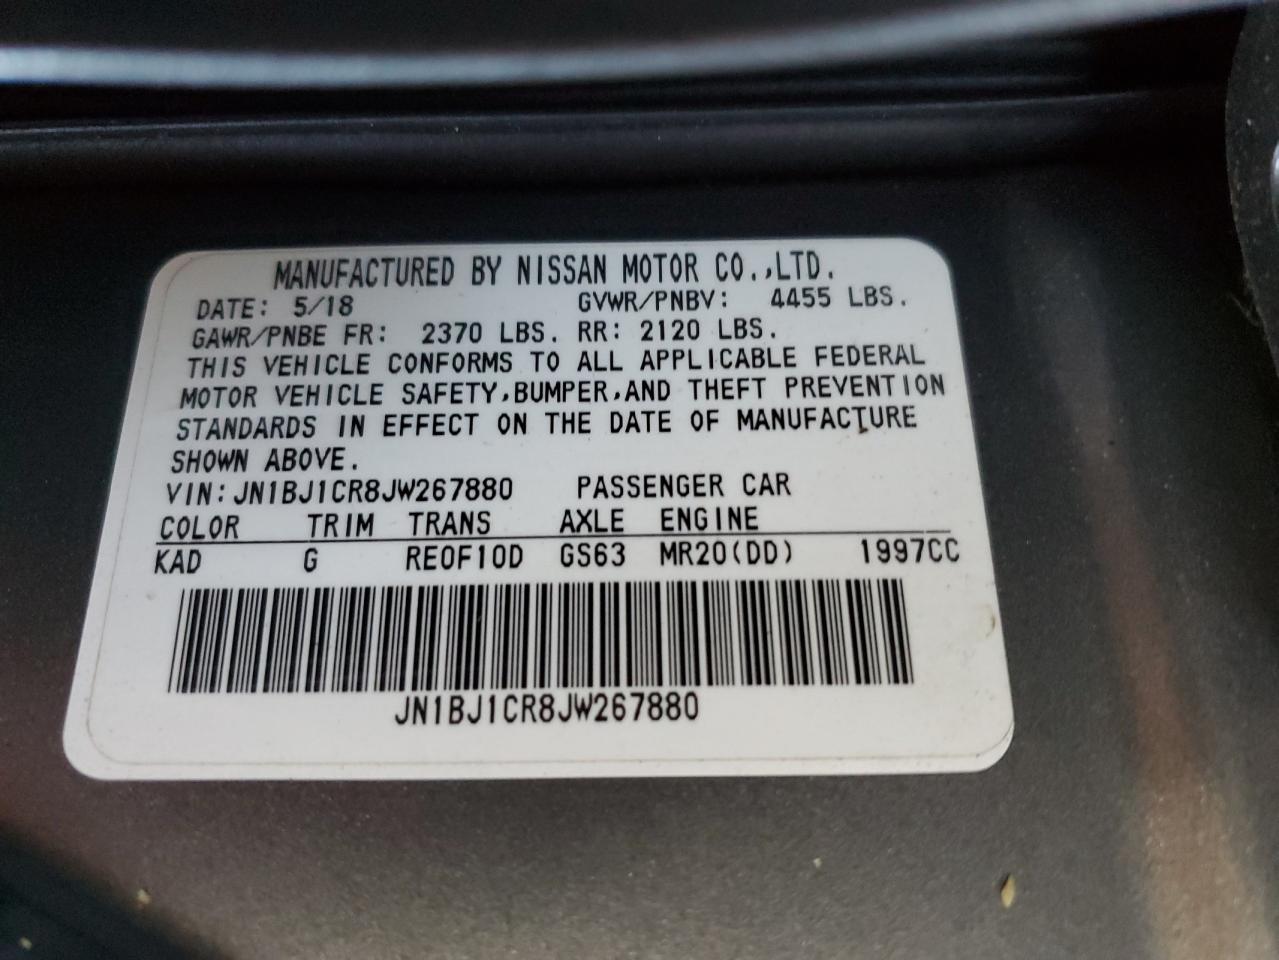 MANUFACTURED BY NISSAN MOTOR CO.,LTD.
DATE: 5/18 GVWR/PNBV: 4455 LBS.
GAWR/PNBE FR: 2370 LBS. RR: 2120 LBS.
THIS VEHICLE CONFORMS TO ALL APPLICABLE FEDERAL
MOTOR VEHICLE SAFETY,BUMPER,AND THEFT PREVENTION
STANDARDS IN EFFECT ON THE DATE OF MANUFACTURE
SHOWN ABOVE.
VIN:JN1BJ1CR8JW267880 PASSENGER CAR
COLOR TRIM TRANS AXLE ENGINE
KAD G RE0F10D GS63 MR20(DD) 1997CC
JN1BJ1CR8JW267880